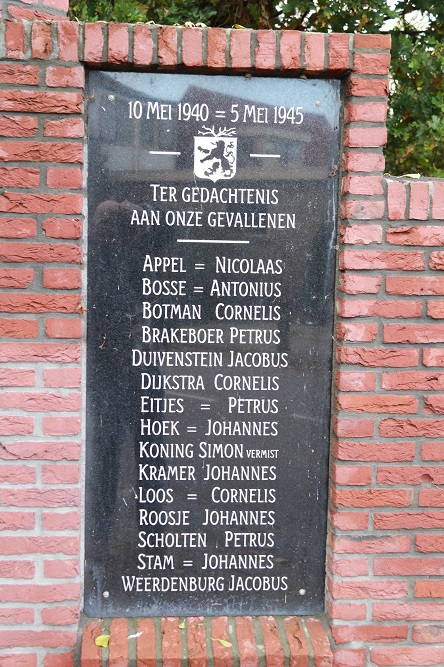 10 MEI 1940 = 5 MEI 1945
TER GEDACHTENIS
AAN ONZE GEVALLENEN
APPEL = NICOLAAS
BOSSE = ANTONIUS
BOTMAN CORNELIS
BRAKEBOER PETRUS
DUIVENSTEIN JACOBUS
DIJKSTRA CORNELIS
EITJES = PETRUS
HOEK = JOHANNES
KONING SIMON VERMIST
KRAMER JOHANNES
LOOS = CORNELIS
ROOSJE JOHANNES
SCHOLTEN PETRUS
STAM = JOHANNES
WEERDENBURG JACOBUS